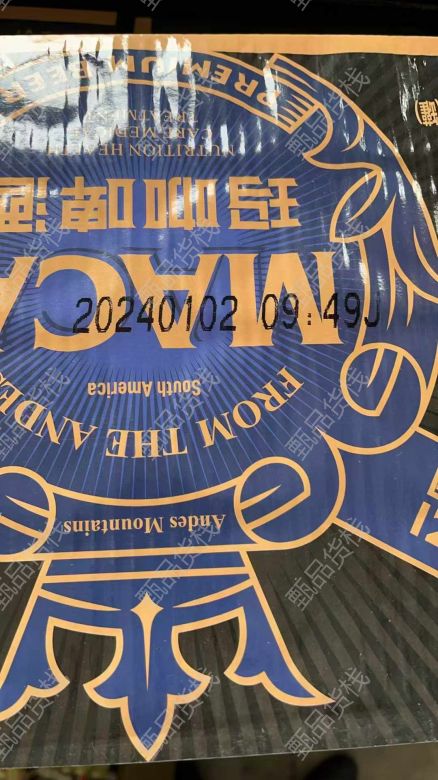 Andes Mountains
FROM THE ANDES
South America
MACA
20240102 09:49J
玛咖啤酒
NUTRITION HEALTH
CARE MEDICAL
TREATMENT
PREMIUM BEER
甄品货栈